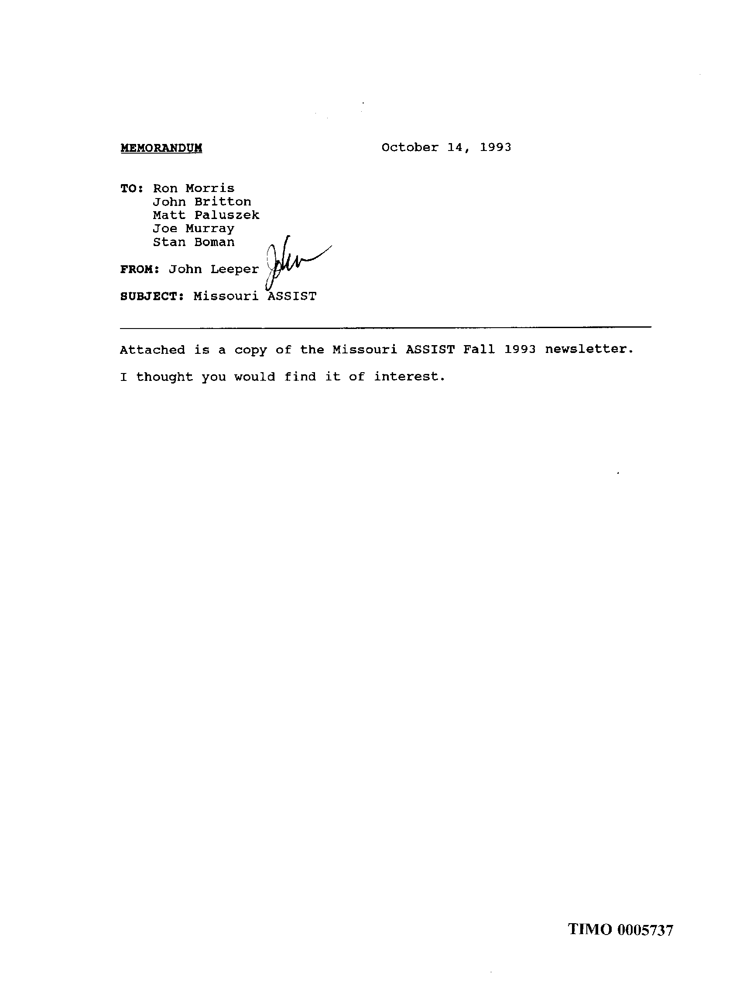 MEMORANDUM October 14, 1993
TO: Ron Morris
John Britton
Matt Paluszek
Joe Murray
Stan Boman
FROM: John Leeper John
SUBJECT: Missouri ASSIST
Attached is a copy of the Missouri ASSIST Fall 1993 newsletter.
I thought you would find it of interest.
TIMO 0005737